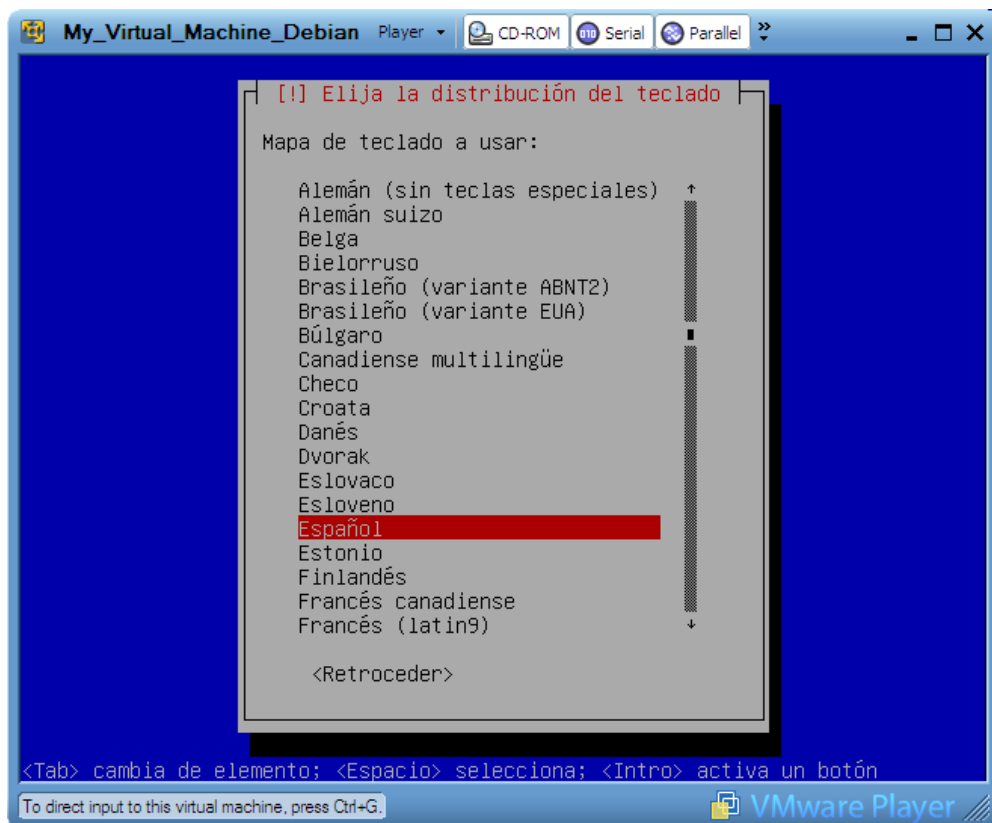 My_Virtual_Machine_Debian Player CD-ROM Serial Parallel
[!] Elija la distribución del teclado
Mapa de teclado a usar:
Alemán (sin teclas especiales)
Alemán suizo
Belga
Bielorruso
Brasileño (variante ABNT2)
Brasileño (variante EUA)
Búlgaro
Canadiense multilingüe
Checo
Croata
Danés
Dvorak
Eslovaco
Esloveno
Español
Estonio
Finlandés
Francés canadiense
Francés (latin9)
<Retroceder>
<Tab> cambia de elemento; <Espacio> selecciona; <Intro> activa un botón
To direct input to this virtual machine, press Ctrl+G. VMware Player